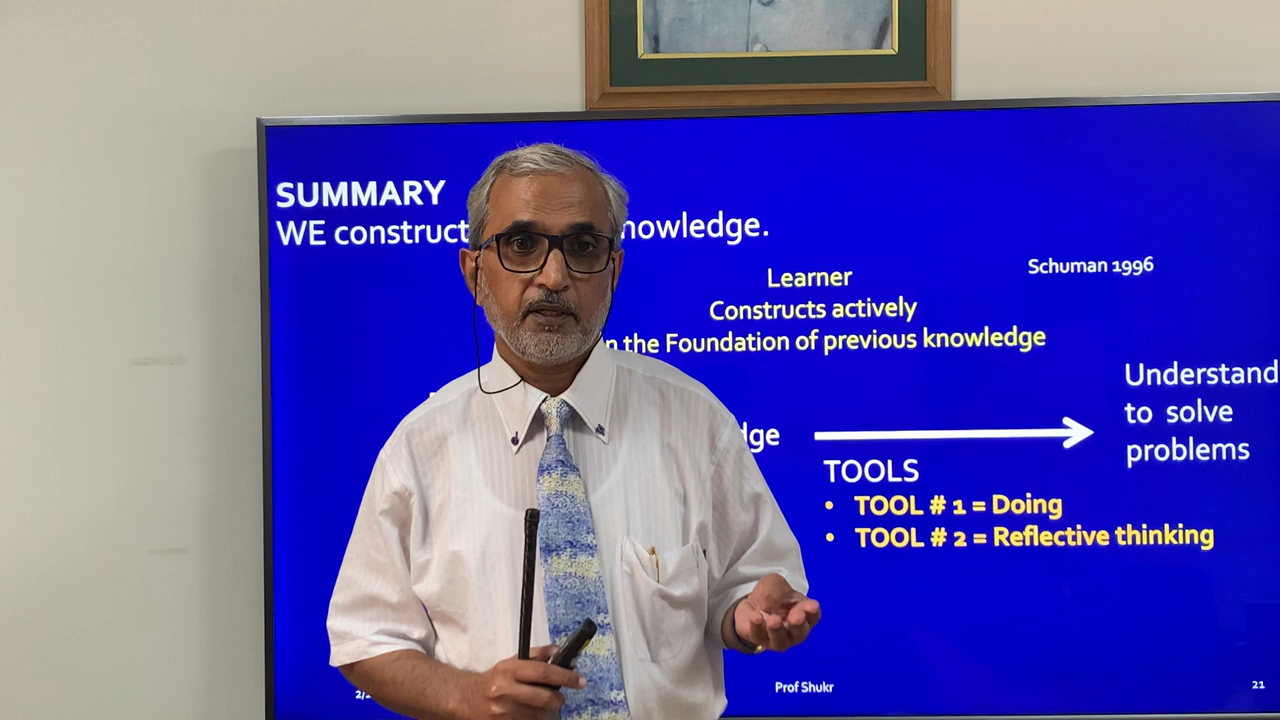 SUMMARY
WE construct nowledge.
Schuman 1996
Learner
Constructs actively
n the Foundation of previous knowledge
dge
Understand
to solve
problems
TOOLS
• TOOL # 1 = Doing
• TOOL # 2 = Reflective thinking
2/
Prof Shukr
21